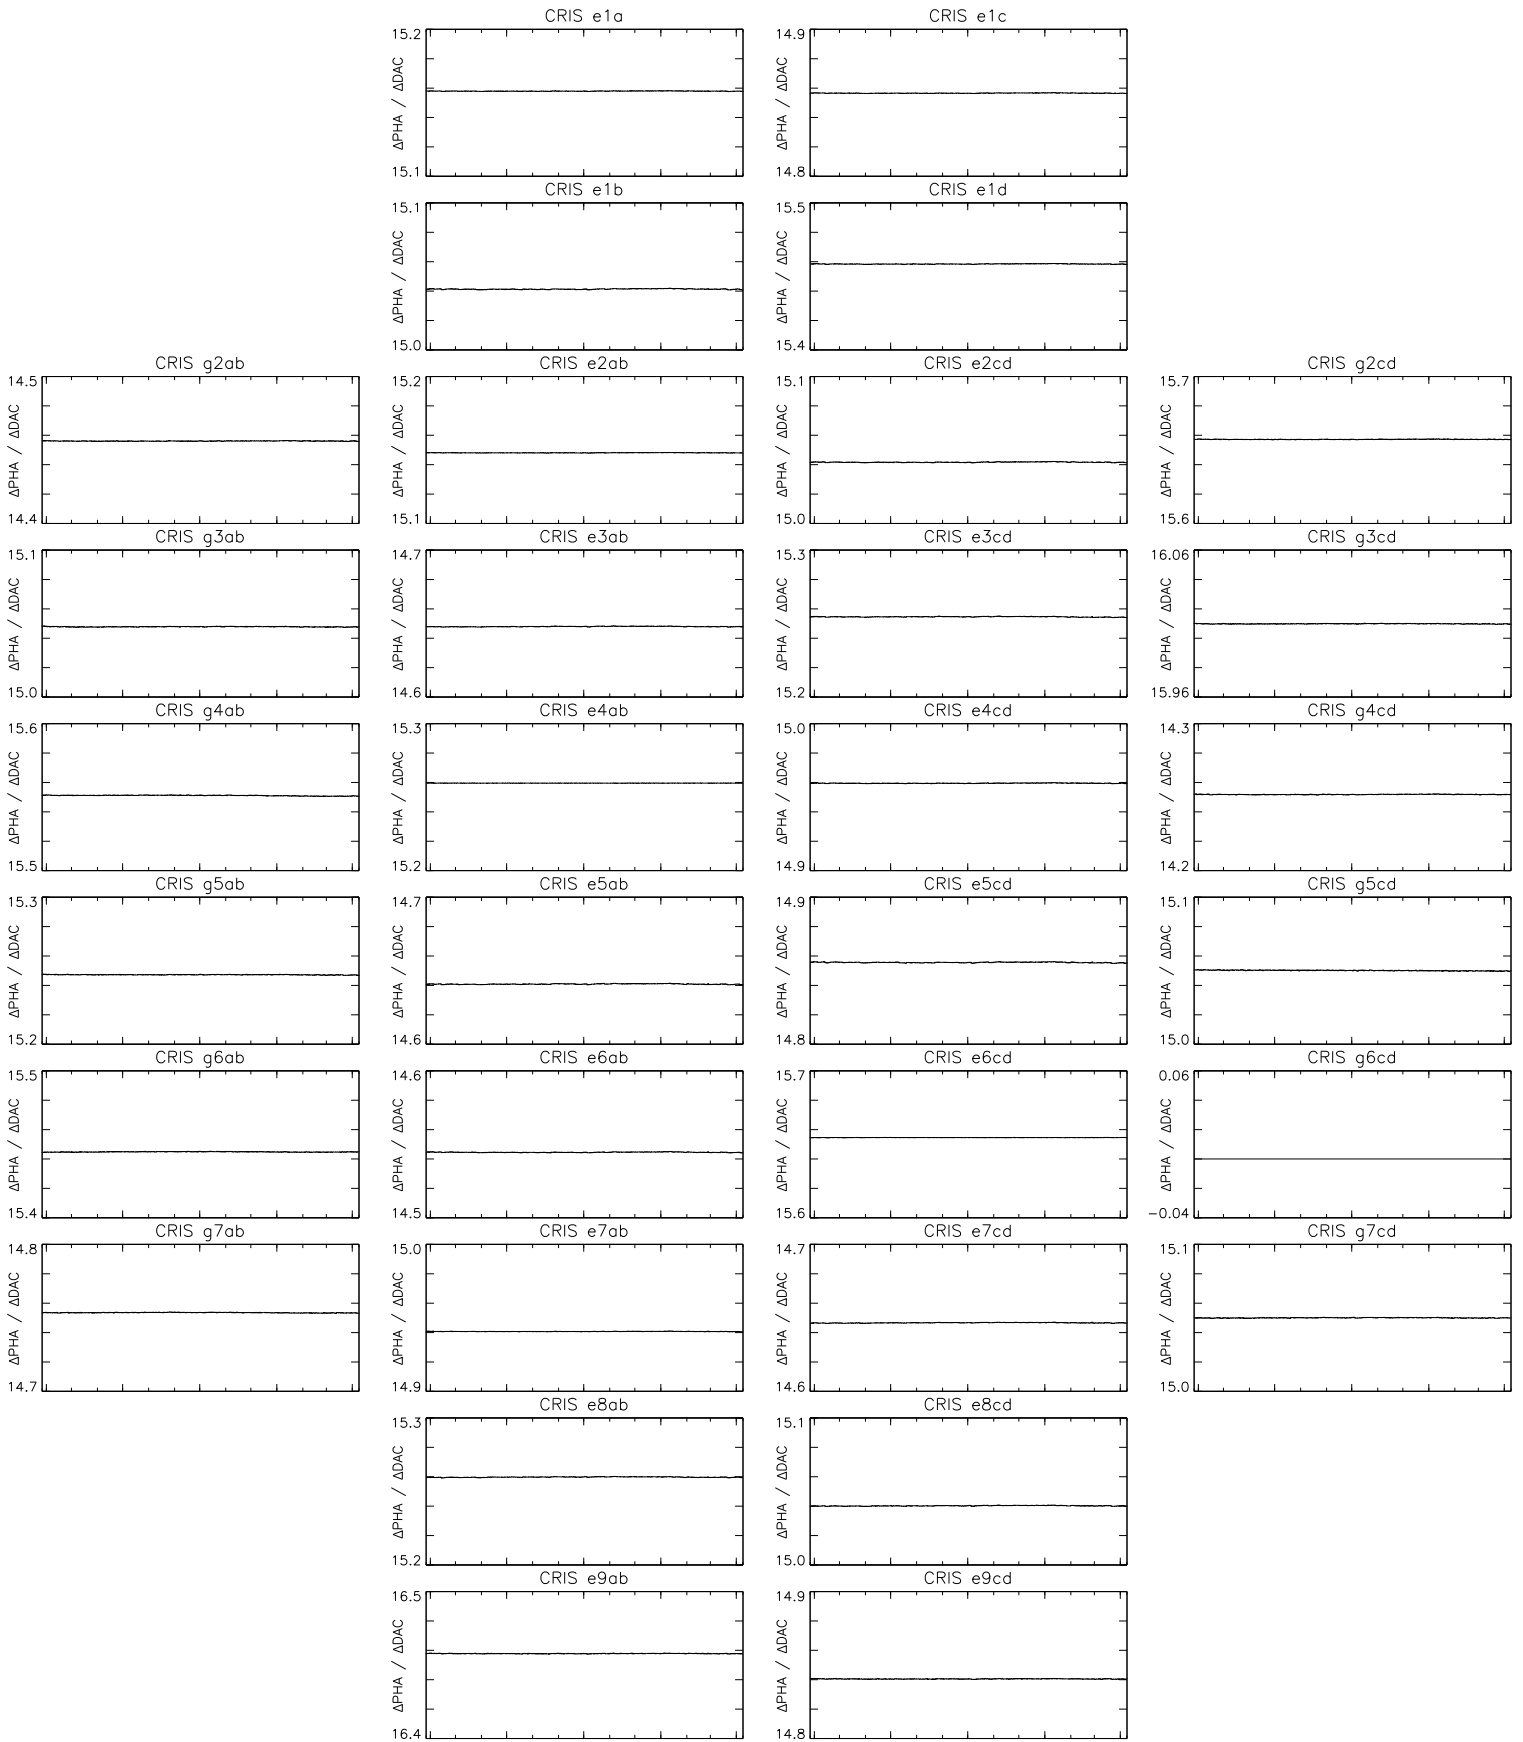 CRIS e1a
15.2
ΔPHA / ΔDAC
15.1
CRIS e1c
14.9
ΔPHA / ΔDAC
14.8
CRIS e1b
15.1
ΔPHA / ΔDAC
15.0
CRIS e1d
15.5
ΔPHA / ΔDAC
15.4
CRIS g2ab
14.5
ΔPHA / ΔDAC
14.4
CRIS e2ab
15.2
ΔPHA / ΔDAC
15.1
CRIS e2cd
15.1
ΔPHA / ΔDAC
15.0
CRIS g2cd
15.7
ΔPHA / ΔDAC
15.6
CRIS g3ab
15.1
ΔPHA / ΔDAC
15.0
CRIS e3ab
14.7
ΔPHA / ΔDAC
14.6
CRIS e3cd
15.3
ΔPHA / ΔDAC
15.2
CRIS g3cd
16.06
ΔPHA / ΔDAC
15.96
CRIS g4ab
15.6
ΔPHA / ΔDAC
15.5
CRIS e4ab
15.3
ΔPHA / ΔDAC
15.2
CRIS e4cd
15.0
ΔPHA / ΔDAC
14.9
CRIS g4cd
14.3
ΔPHA / ΔDAC
14.2
CRIS g5ab
15.3
ΔPHA / ΔDAC
15.2
CRIS e5ab
14.7
ΔPHA / ΔDAC
14.6
CRIS e5cd
14.9
ΔPHA / ΔDAC
14.8
CRIS g5cd
15.1
ΔPHA / ΔDAC
15.0
CRIS g6ab
15.5
ΔPHA / ΔDAC
15.4
CRIS e6ab
14.6
ΔPHA / ΔDAC
14.5
CRIS e6cd
15.7
ΔPHA / ΔDAC
15.6
CRIS g6cd
0.06
ΔPHA / ΔDAC
−0.04
CRIS g7ab
14.8
ΔPHA / ΔDAC
14.7
CRIS e7ab
15.0
ΔPHA / ΔDAC
14.9
CRIS e7cd
14.7
ΔPHA / ΔDAC
14.6
CRIS g7cd
15.1
ΔPHA / ΔDAC
15.0
CRIS e8ab
15.3
ΔPHA / ΔDAC
15.2
CRIS e8cd
15.1
ΔPHA / ΔDAC
15.0
CRIS e9ab
16.5
ΔPHA / ΔDAC
16.4
CRIS e9cd
14.9
ΔPHA / ΔDAC
14.8